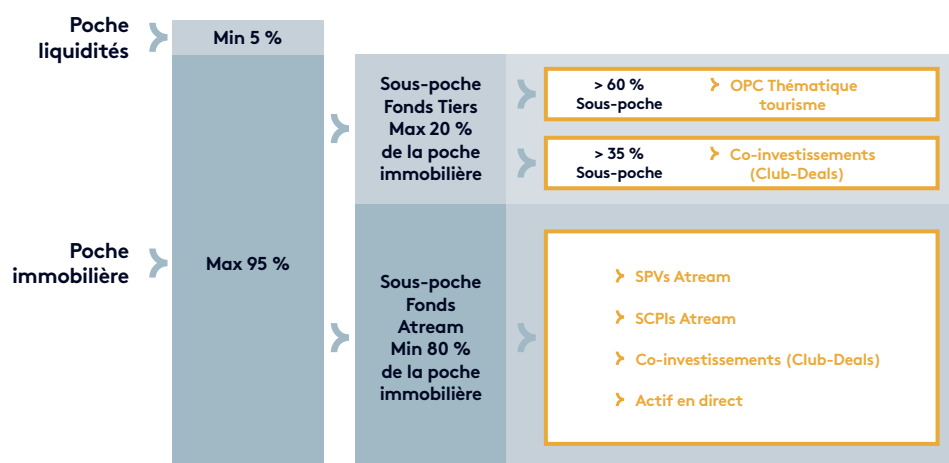 Poche
liquidités
Min 5 %
Poche
immobilière
Max 95 %
Sous-poche
Fonds Tiers
Max 20 %
de la poche
immobilière
> 60 %
Sous-poche
OPC Thématique
tourisme
> 35 %
Sous-poche
Co-investissements
(Club-Deals)
Sous-poche
Fonds
Atream
Min 80 %
de la poche
immobilière
SPVs Atream
SCPIs Atream
Co-investissements (Club-Deals)
Actif en direct